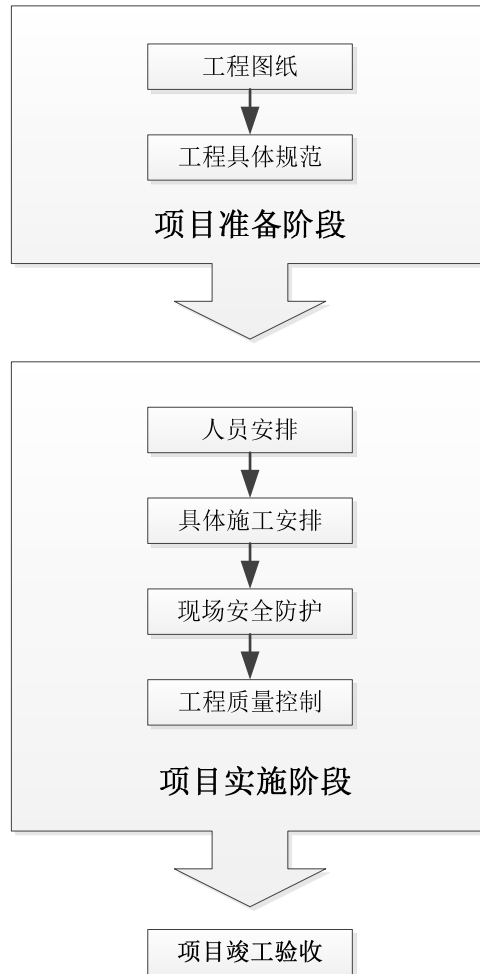 工程图纸
工程具体规范
项目准备阶段
人员安排
具体施工安排
现场安全防护
工程质量控制
项目实施阶段
项目竣工验收